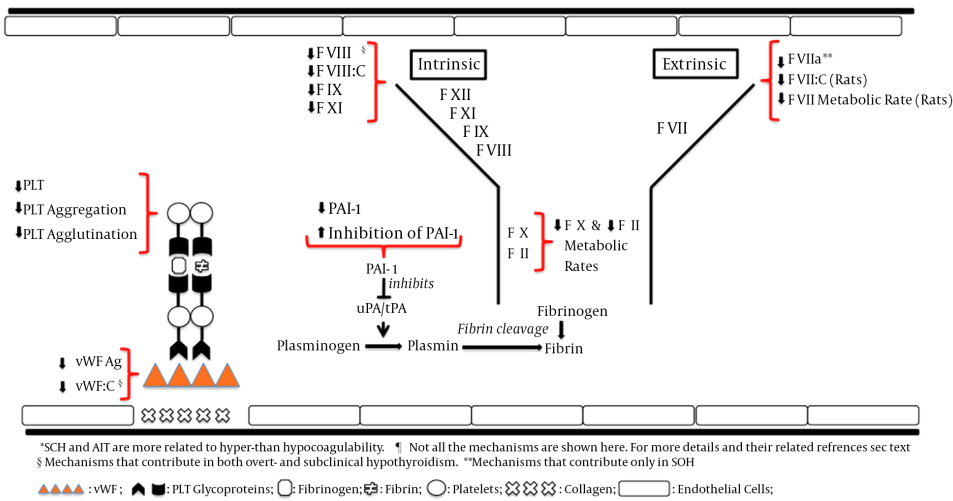 ⬇F VIII §
⬇F VIII:C
⬇F IX
⬇F XI
Intrinsic
F XII
F XI
F IX
F VIII
Extrinsic
F VII
⬇F VIIa**
⬇F VII:C (Rats)
⬇F VII Metabolic Rate (Rats)
⬇PLT
⬇PLT Aggregation
⬇PLT Agglutination
⬇PAI-1
⬆Inhibition of PAI-1
PAI-1
inhibits
uPA/tPA
Plasminogen
Plasmin
Fibrin cleavage
Fibrinogen
Fibrin
F X
F II
⬇F X & ⬇F II
Metabolic
Rates
⬇ vWF Ag
⬇ vWF:C §
*SCH and AIT are more related to hyper-than hypocoagulability. ¶ Not all the mechanisms are shown here. For more details and their related refrences sec text
§ Mechanisms that contribute in both overt- and subclinical hypothyroidism. **Mechanisms that contribute only in SOH
: vWF; : PLT Glycoproteins; : Fibrinogen; : Fibrin; : Platelets; : Collagen; : Endothelial Cells;